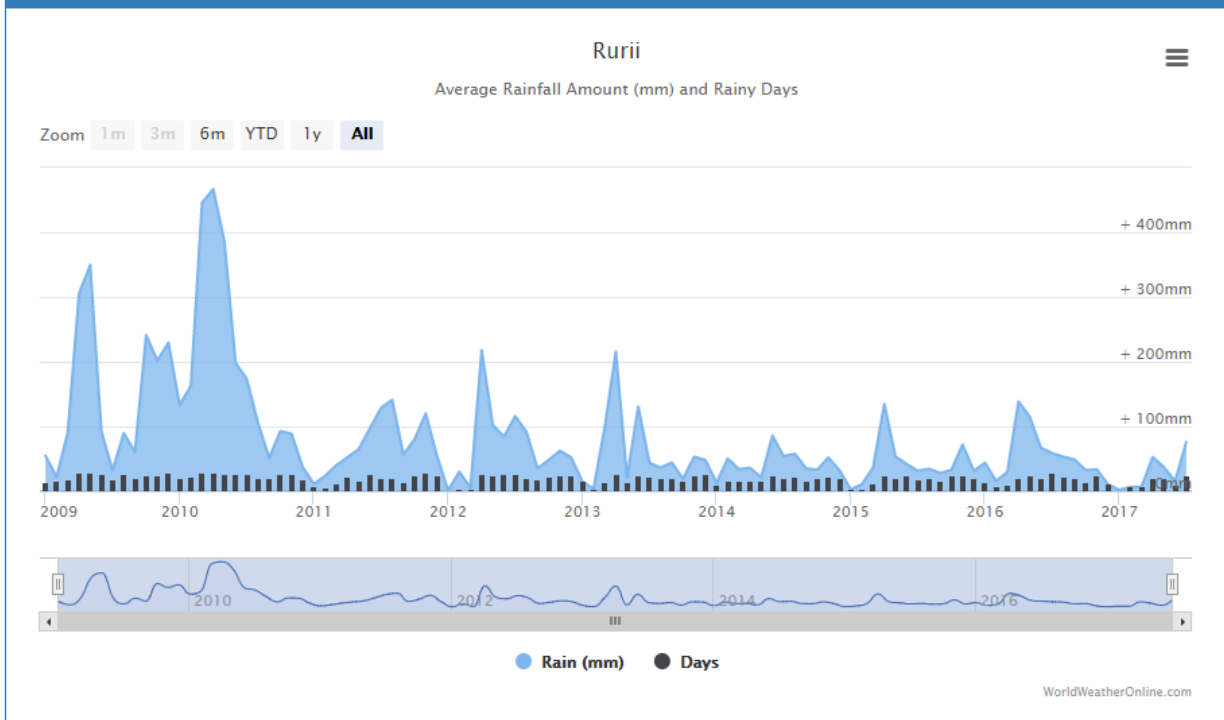 Rurii
Average Rainfall Amount (mm) and Rainy Days
Zoom 1m 3m 6m YTD 1y All
+ 400mm
+ 300mm
+ 200mm
+ 100mm
0mm
2009 2010 2011 2012 2013 2014 2015 2016 2017
2010 2012 2014 2016
Rain (mm) Days
WorldWeatherOnline.com